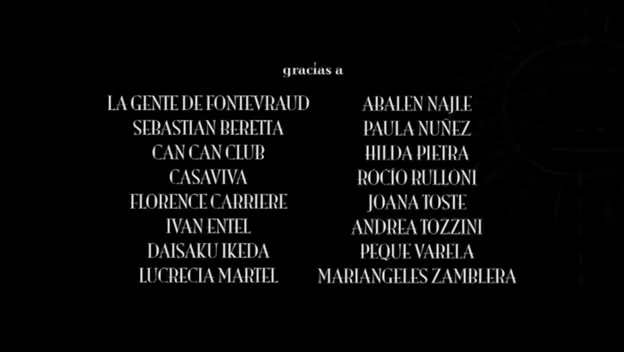 gracias a
LA GENTE DE FONTEVRAUD
SEBASTIAN BERETTA
CAN CAN CLUB
CASAVIVA
FLORENCE CARRIERE
IVAN ENTEL
DAISAKU IKEDA
LUCRECIA MARTEL
ABALEN NAJLE
PAULA NUÑEZ
HILDA PIETRA
ROCÍO RULLONI
JOANA TOSTE
ANDREA TOZZINI
PEQUE VARELA
MARIANGELES ZAMBLERA